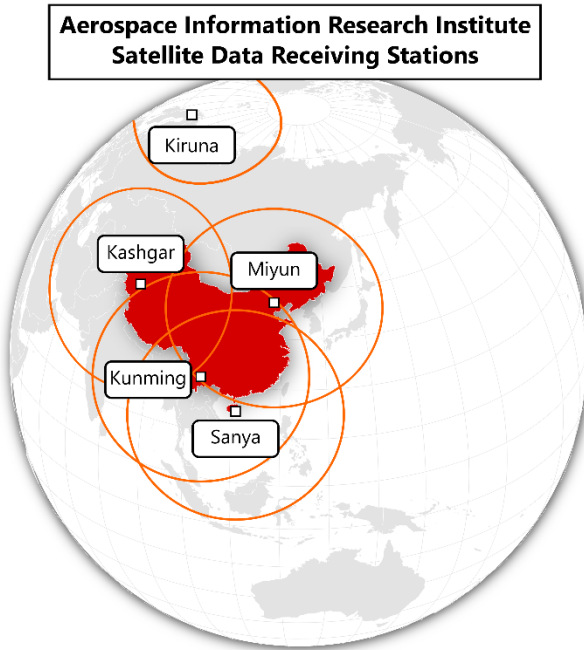 Aerospace Information Research Institute
Satellite Data Receiving Stations
Kiruna
Kashgar
Miyun
Kunming
Sanya